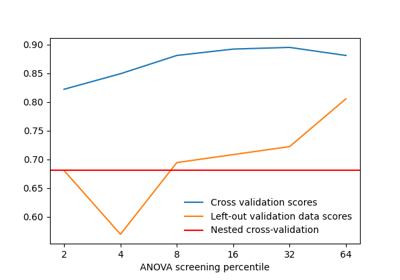 0.90
0.85
0.80
0.75
0.70
0.65
0.60
Cross validation scores
Left-out validation data scores
Nested cross-validation
2 4 8 16 32 64
ANOVA screening percentile